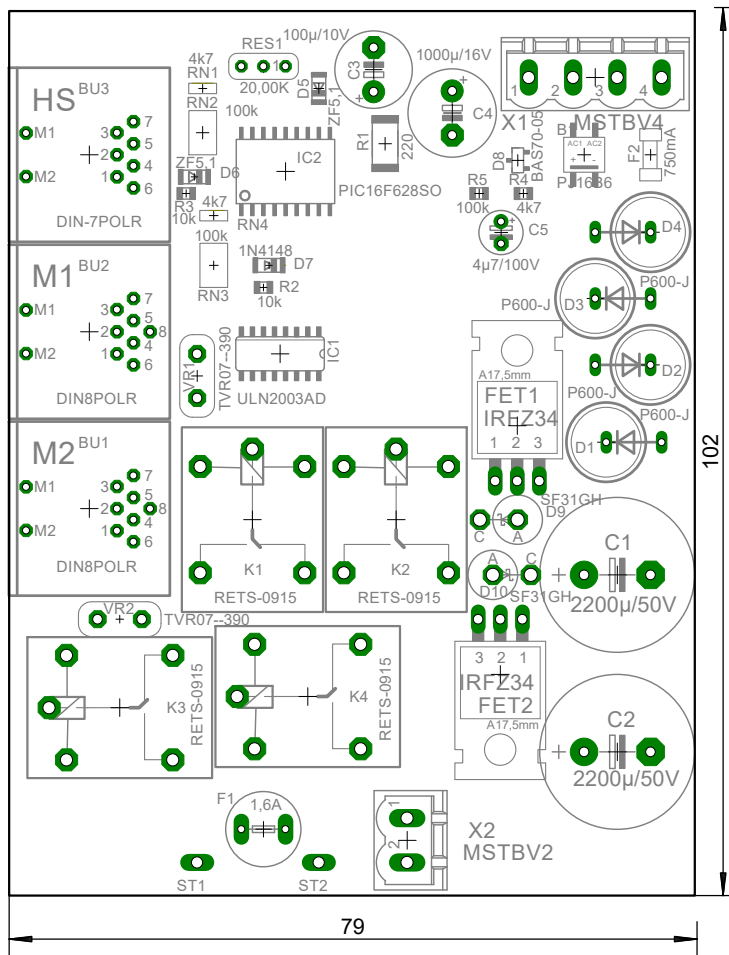 100µ/10V
4k7
RES1
1000µ/16V
HS
BU3
RN1
1
20,00K
D5
ZF5,1
C3
+
+
C4
1
2
3
4
X1
MSTBV4
RN2
100k
M1
M2
3
2
1
7
5
4
6
DIN-7POLR
ZF5,1
D6
R3
10k
4k7
RN4
IC2
PIC16F628SO
R1
220
D8
BAS70-05
B1
AC1 AC2
+ -
F2
750mA
R5
100k
R4
4k7
+
C5
4µ7/100V
D4
P600-J
M1
BU2
100k
RN3
1N4148
D7
R2
10k
P600-J
D3
M1
M2
3
2
1
7
5
4
6
8
DIN8POLR
VR1
TVR07--390
IC1
ULN2003AD
A17,5mm
FET1
IRFZ34
1 2 3
D2
P600-J
P600-J
D1
M2
BU1
M1
M2
3
2
1
7
5
4
6
8
DIN8POLR
K1
RETS-0915
K2
RETS-0915
SF31GH
D9
C
A
A
C
D10
SF31GH
+
C1
2200µ/50V
VR2
TVR07--390
K3
RETS-0915
K4
RETS-0915
3 2 1
IRFZ34
FET2
A17,5mm
+
C2
2200µ/50V
F1
1,6A
1
2
X2
MSTBV2
ST1
ST2
102
79